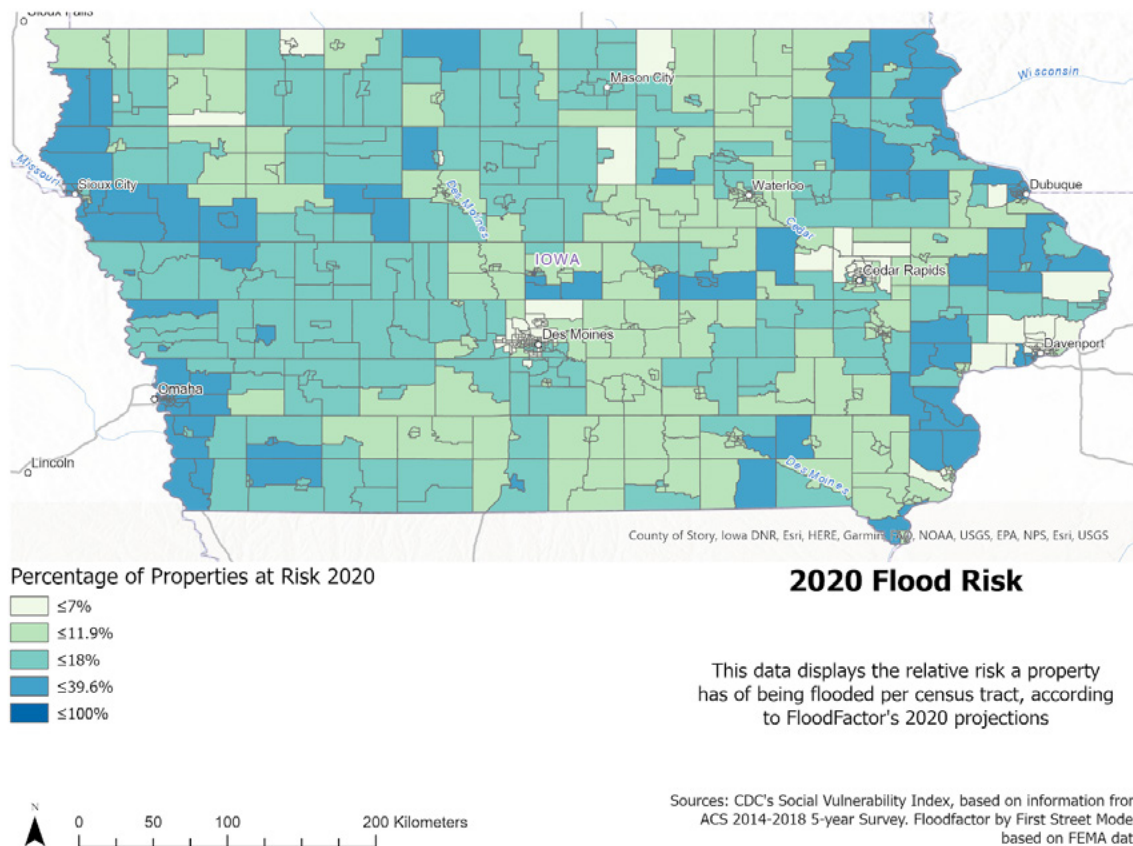 Sioux Falls
Mason City
Wisconsin
Missouri
Sioux City
Des Moines
Waterloo
Dubuque
Cedar
IOWA
Cedar Rapids
Des Moines
Davenport
Omaha
Lincoln
Des Moines
County of Story, Iowa DNR, Esri, HERE, Garmin, FAO, NOAA, USGS, EPA, NPS, Esri, USGS
Percentage of Properties at Risk 2020
≤7%
≤11.9%
≤18%
≤39.6%
≤100%
2020 Flood Risk
This data displays the relative risk a property
has of being flooded per census tract, according
to FloodFactor's 2020 projections
N
0 50 100 200 Kilometers
Sources: CDC's Social Vulnerability Index, based on information from
ACS 2014-2018 5-year Survey. Floodfactor by First Street Mode
based on FEMA dat